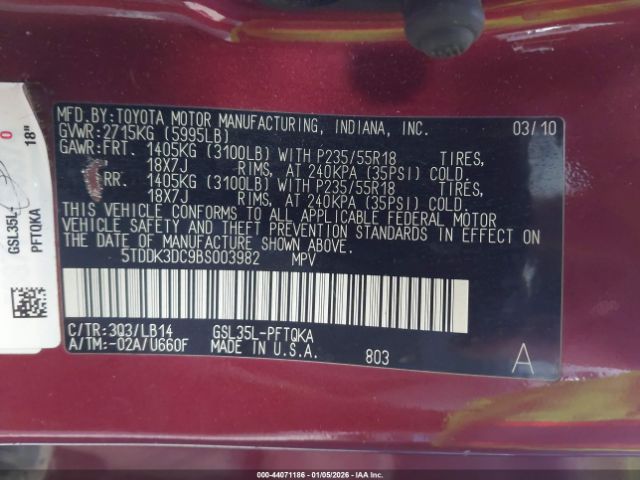 MFD.BY:TOYOTA MOTOR MANUFACTURING, INDIANA, INC. 03/10
GVWR:2715KG (5995LB)
GAWR:FRT. 1405KG (3100LB) WITH P235/55R18 TIRES,
18X7J RIMS, AT 240KPA (35PSI) COLD.
RR. 1405KG (3100LB) WITH P235/55R18 TIRES,
18X7J RIMS, AT 240KPA (35PSI) COLD.
THIS VEHICLE CONFORMS TO ALL APPLICABLE FEDERAL MOTOR
VEHICLE SAFETY AND THEFT PREVENTION STANDARDS IN EFFECT ON
THE DATE OF MANUFACTURE SHOWN ABOVE.
5TDDK3DC9BS003982 MPV
C/TR:3Q3/LB14 GSL35L-PFTQKA
A/TM:-02A/U660F MADE IN U.S.A. 803 A
GSL35L-
PFTQKA
18"
0
000-44071186 - 01/05/2026 - IAAI